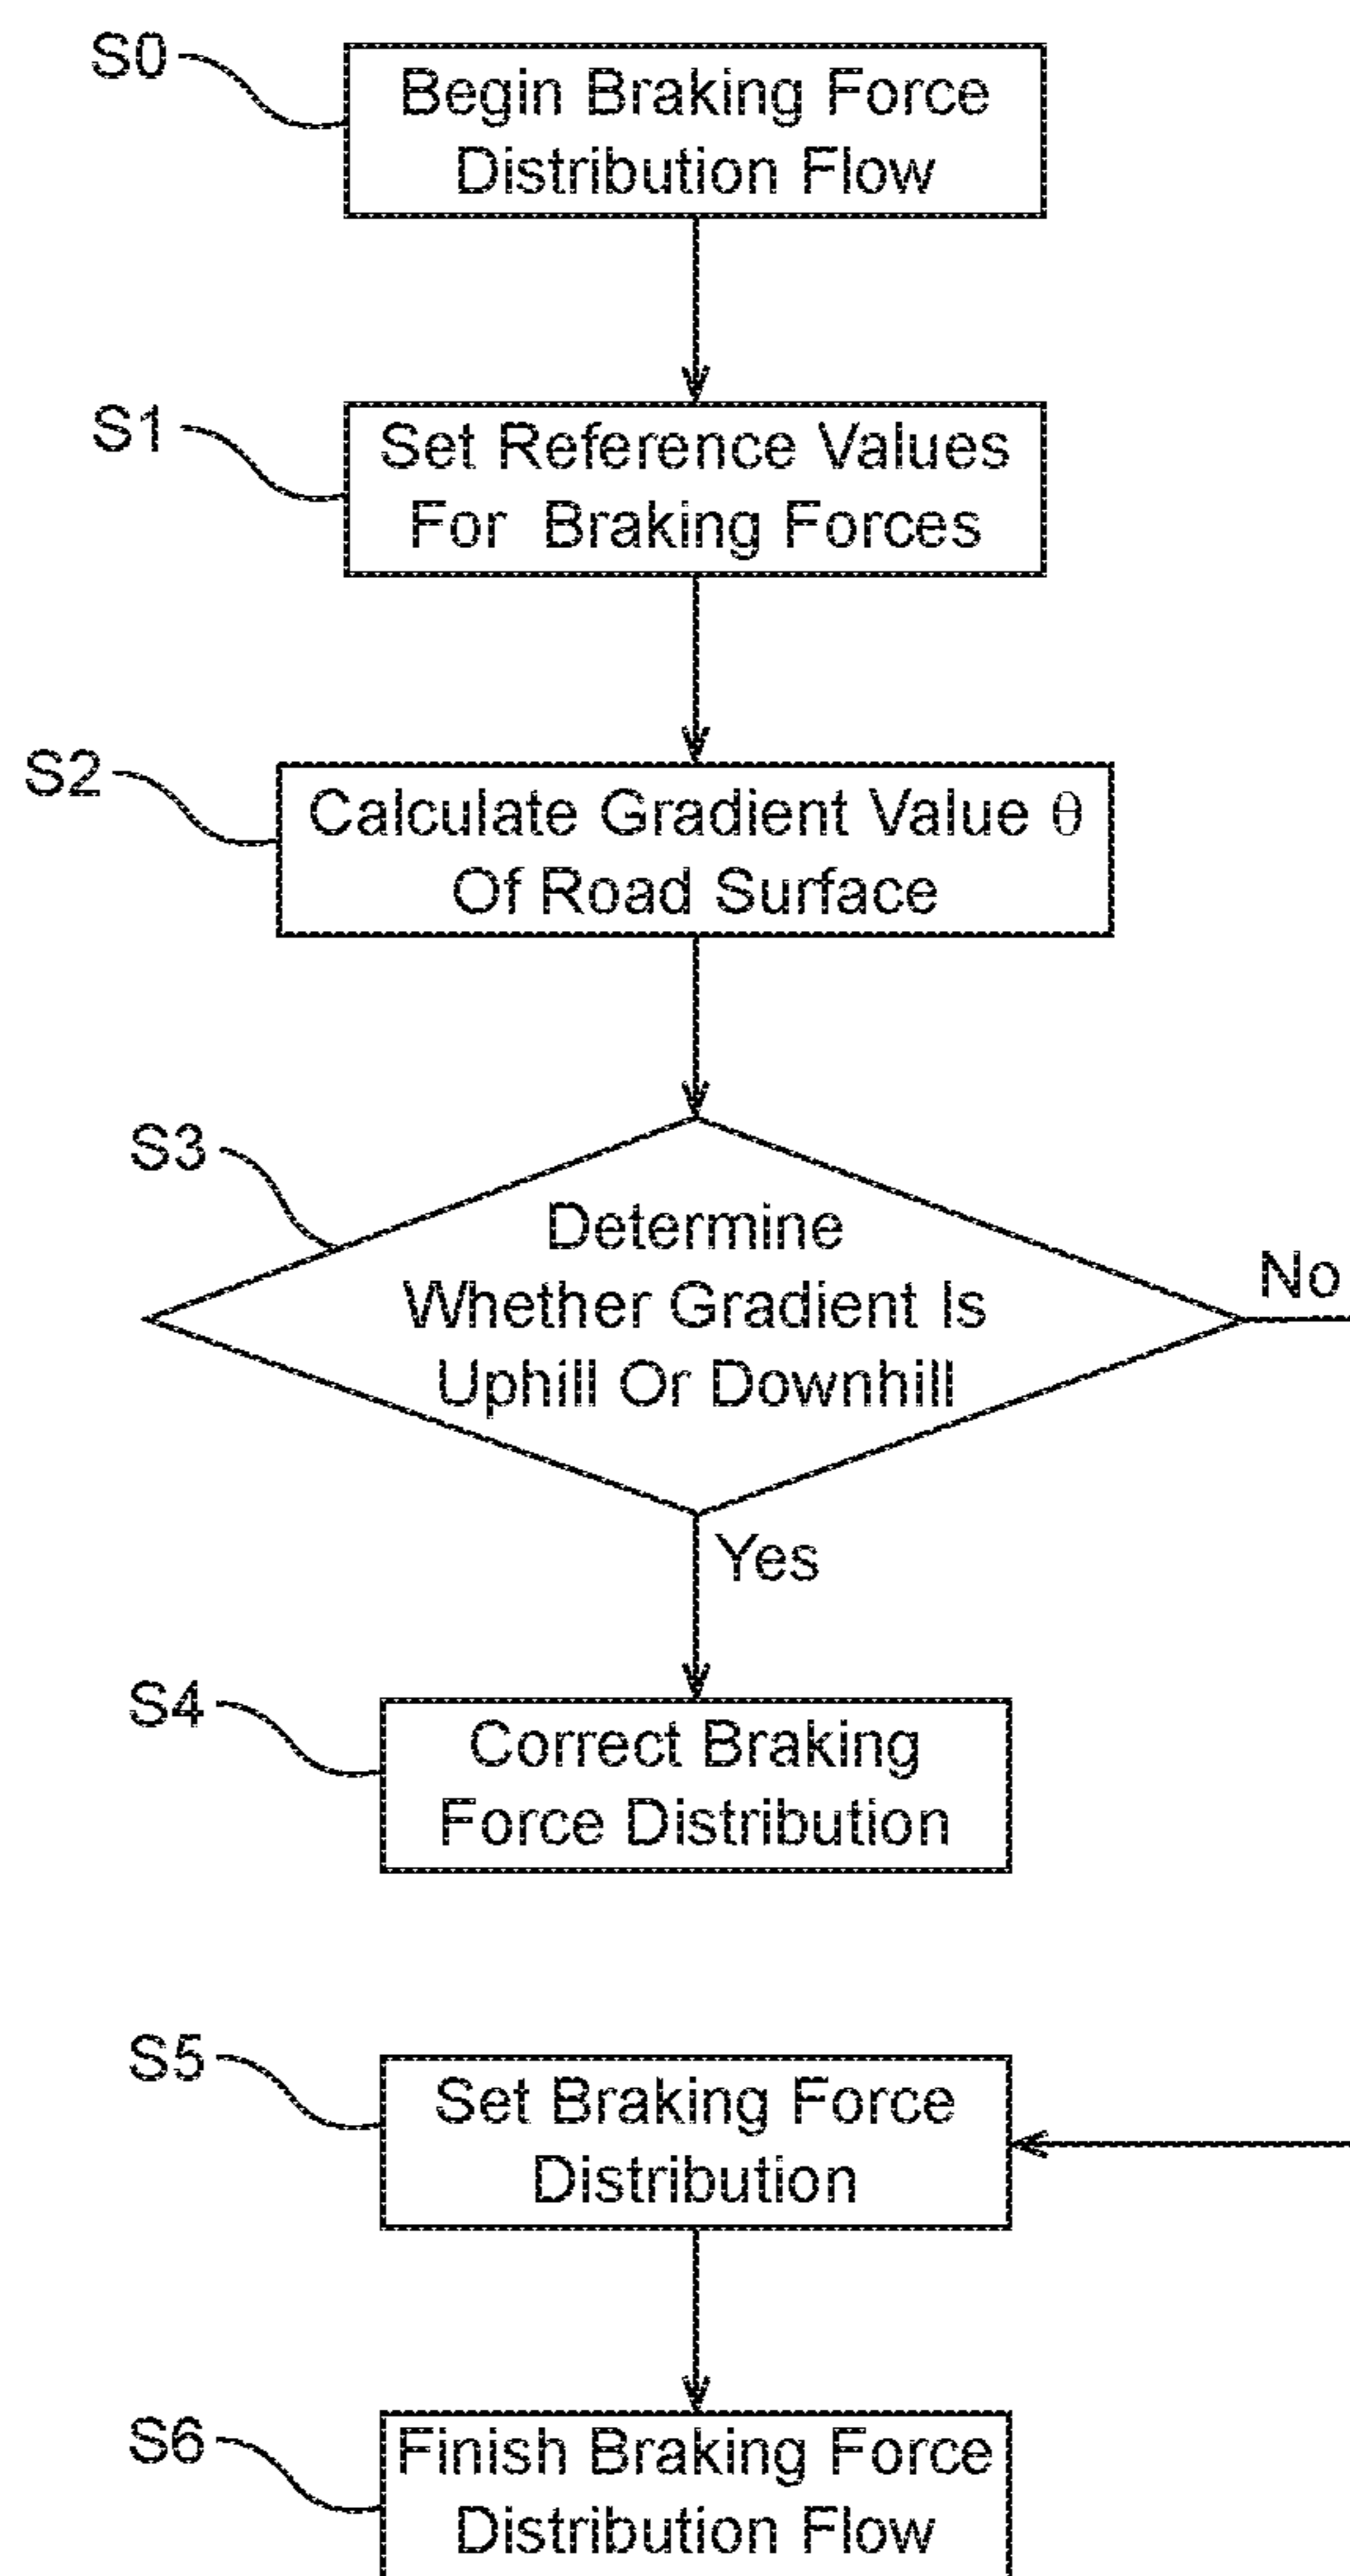 S0
Begin Braking Force
Distribution Flow
S1
Set Reference Values
For Braking Forces
S2
Calculate Gradient Value θ
Of Road Surface
S3
Determine
Whether Gradient Is
Uphill Or Downhill
No
Yes
S4
Correct Braking
Force Distribution
S5
Set Braking Force
Distribution
S6
Finish Braking Force
Distribution Flow